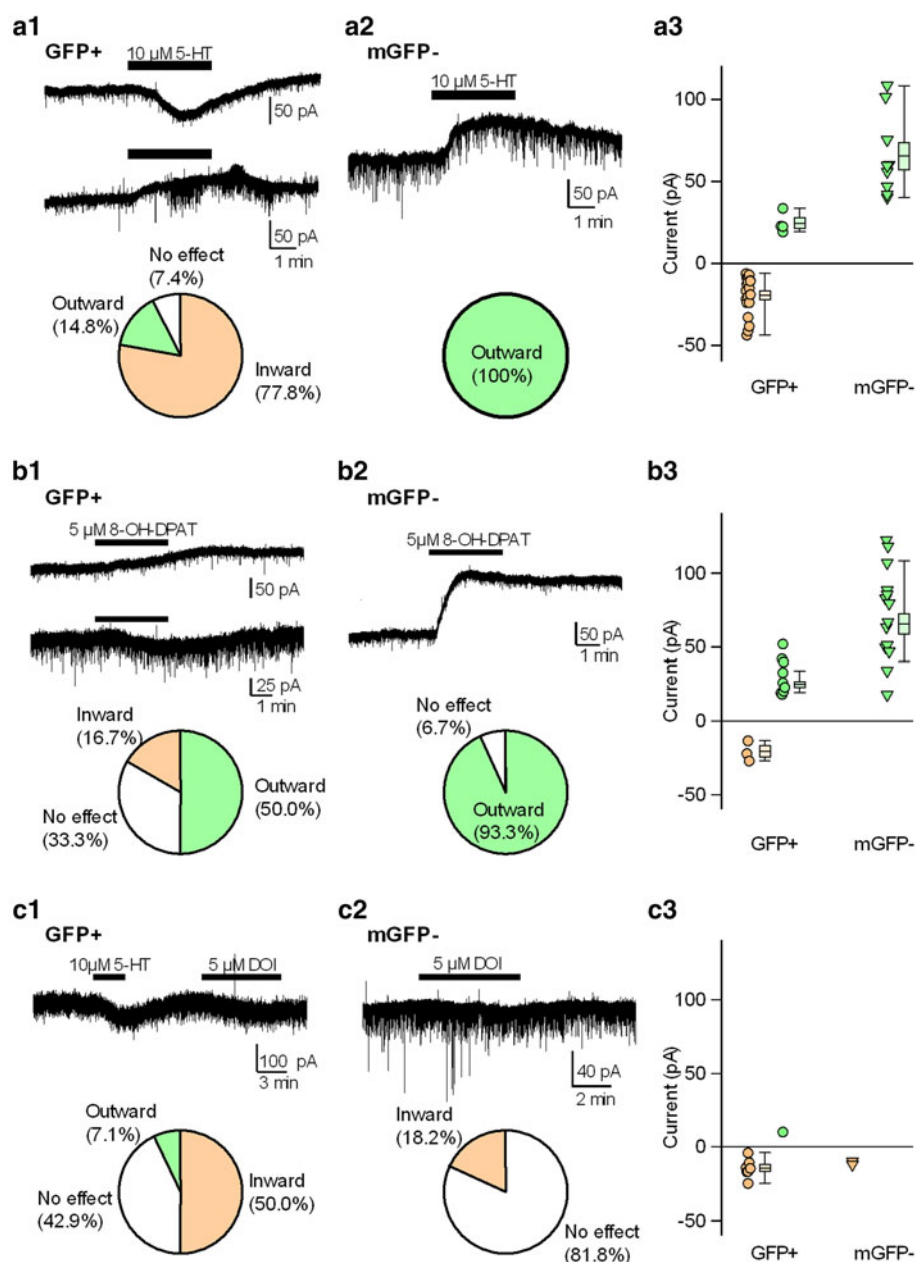 a1
GFP+
10 µM 5-HT
50 pA
50 pA
1 min
No effect
(7.4%)
Outward
(14.8%)
Inward
(77.8%)
a2
mGFP-
10 µM 5-HT
50 pA
1 min
Outward
(100%)
a3
Current (pA)
100
50
0
-50
GFP+
mGFP-
b1
GFP+
5 µM 8-OH-DPAT
50 pA
25 pA
1 min
Inward
(16.7%)
No effect
(33.3%)
Outward
(50.0%)
b2
mGFP-
5µM 8-OH-DPAT
50 pA
1 min
No effect
(6.7%)
Outward
(93.3%)
b3
Current (pA)
100
50
0
-50
GFP+
mGFP-
c1
GFP+
10µM 5-HT
5 µM DOI
100 pA
3 min
Outward
(7.1%)
No effect
(42.9%)
Inward
(50.0%)
c2
mGFP-
5 µM DOI
40 pA
2 min
Inward
(18.2%)
No effect
(81.8%)
c3
Current (pA)
100
50
0
-50
GFP+
mGFP-